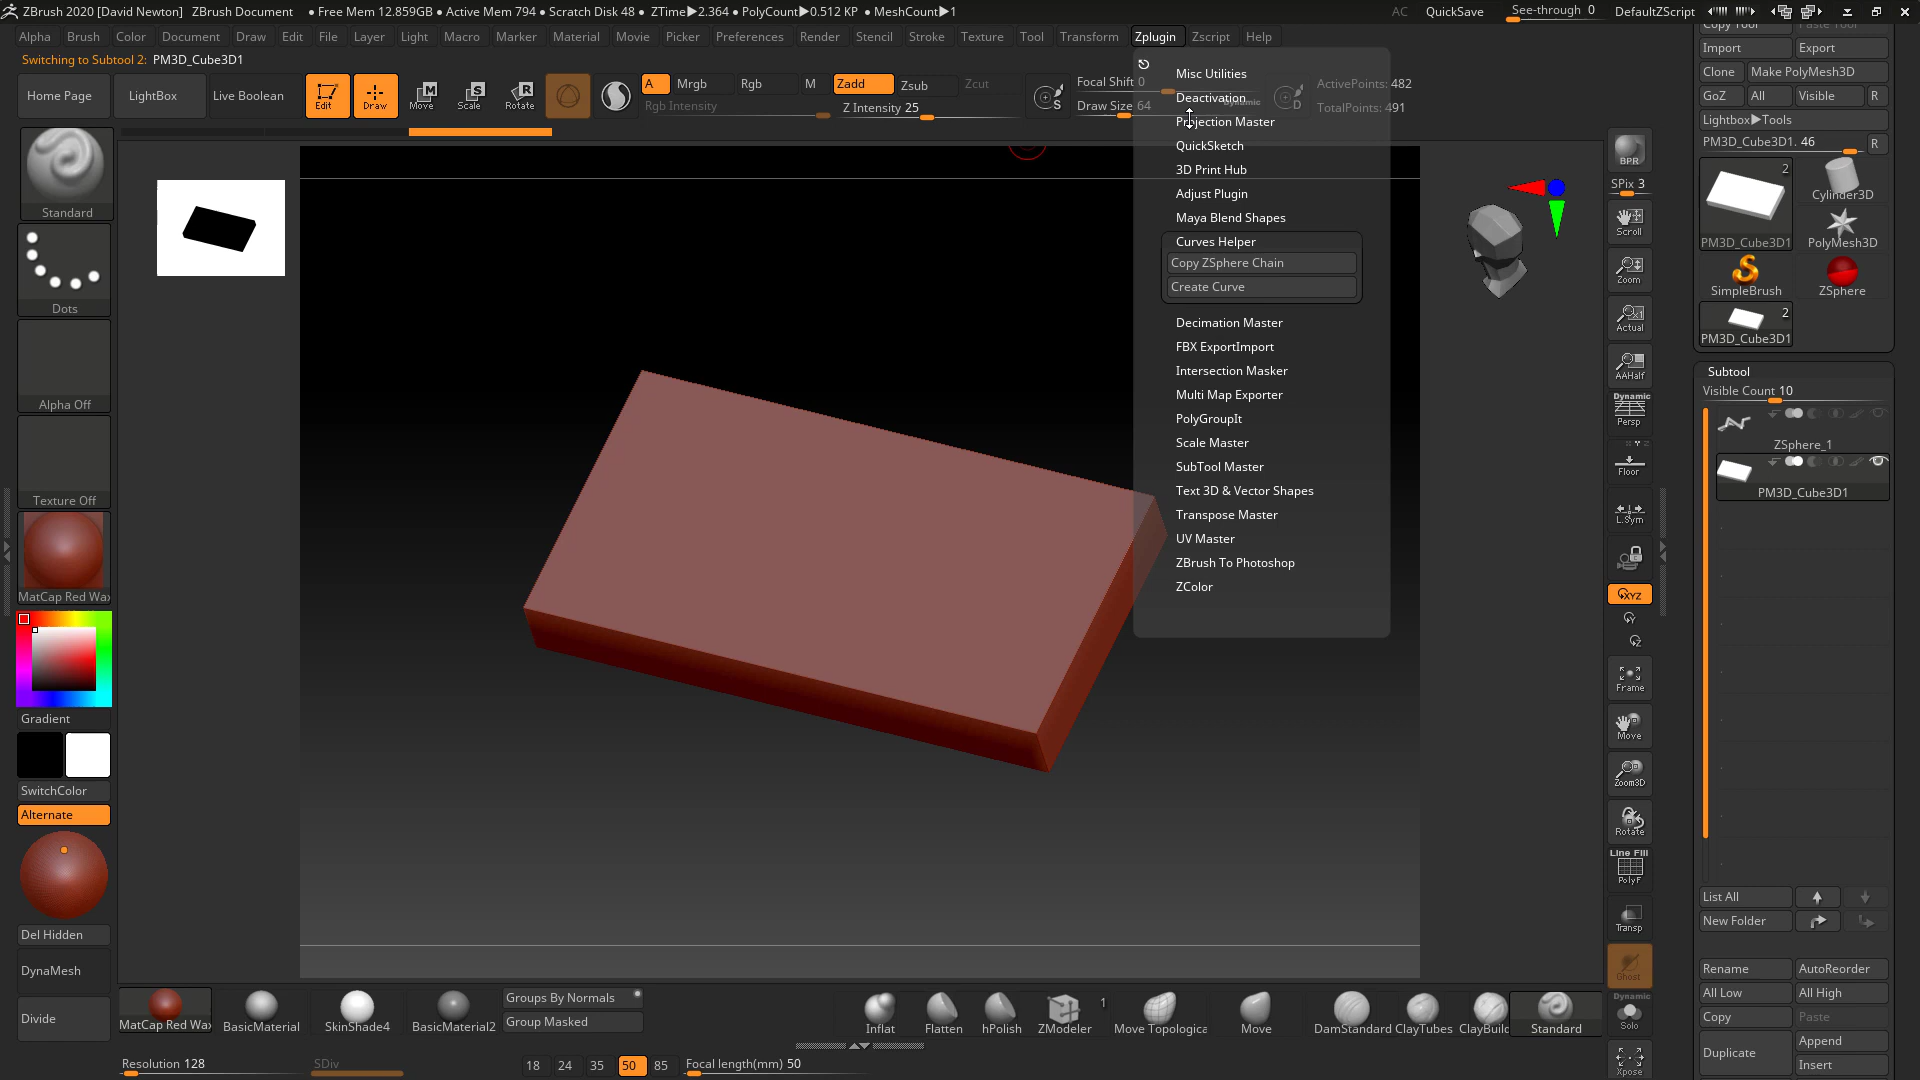 ZBrush 2020 [David Newton] ZBrush Document • Free Mem 12.859GB • Active Mem 794 • Scratch Disk 48 • ZTime▶2.364 • PolyCount▶0.512 KP • MeshCount▶1 AC QuickSave See-through 0 DefaultZScript
Alpha Brush Color Document Draw Edit File Layer Light Macro Marker Material Movie Picker Preferences Render Stencil Stroke Texture Tool Transform Zplugin Zscript Help
Switching to Subtool 2: PM3D_Cube3D1
Home Page
LightBox
Live Boolean
Edit
Draw
Move
Scale
Rotate
A Mrgb Rgb M
Rgb Intensity
Zadd Zsub Zcut
Z Intensity 25
S
Focal Shift 0
Draw Size 64
Dynamic
D
ActivePoints: 482
TotalPoints: 491
Misc Utilities
Deactivation
Projection Master
QuickSketch
3D Print Hub
Adjust Plugin
Maya Blend Shapes
Curves Helper
Copy ZSphere Chain
Create Curve
Decimation Master
FBX ExportImport
Intersection Masker
Multi Map Exporter
PolyGroupIt
Scale Master
SubTool Master
Text 3D & Vector Shapes
Transpose Master
UV Master
ZBrush To Photoshop
ZColor
Standard
Dots
Alpha Off
Texture Off
MatCap Red Wax
Gradient
SwitchColor
Alternate
Del Hidden
DynaMesh
Divide
BPR
SPix 3
Scroll
Zoom
Actual
AAHalf
Dynamic
Persp
Floor
L.Sym
XYZ
Y
Z
Frame
Move
Zoom3D
Rotate
Line Fill
PolyF
Transp
Ghost
Dynamic
Solo
Xpose
Copy Tool Paste Tool
Import Export
Clone Make PolyMesh3D
GoZ All Visible R
Lightbox▶Tools
PM3D_Cube3D1. 46 R
2
PM3D_Cube3D1
Cylinder3D
PolyMesh3D
SimpleBrush
ZSphere
2
PM3D_Cube3D1
Subtool
Visible Count 10
ZSphere_1
PM3D_Cube3D1
List All
New Folder
Rename AutoReorder
All Low All High
Copy Paste
Duplicate
Append
Insert
MatCap Red Wax
BasicMaterial
SkinShade4
BasicMaterial2
Groups By Normals
Group Masked
Inflat
Flatten
hPolish
1
ZModeler
Move Topologica
Move
DamStandard
ClayTubes
ClayBuild
Standard
Resolution 128
SDiv
18 24 35 50 85
Focal length(mm) 50